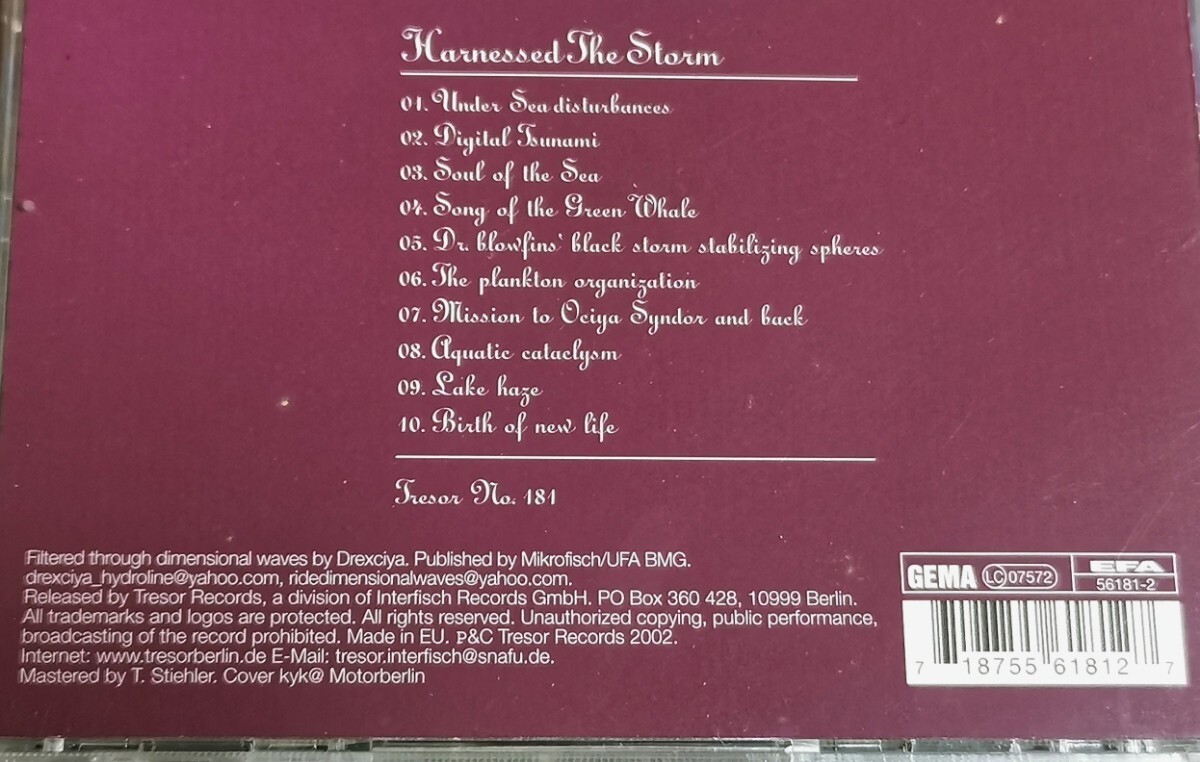 Harnessed The Storm
01. Under Sea disturbances
02. Digital Tsunami
03. Soul of the Sea
04. Song of the Green Whale
05. Dr. blowfins' black storm stabilizing spheres
06. The plankton organization
07. Mission to Ociya Syndor and back
08. Aquatic cataclysm
09. Lake haze
10. Birth of new life
Tresor No. 181
Filtered through dimensional waves by Drexciya. Published by Mikrofisch/UFA BMG.
drexciya_hydroline@yahoo.com, ridedimensionalwaves@yahoo.com.
Released by Tresor Records, a division of Interfisch Records GmbH. PO Box 360 428, 10999 Berlin.
All trademarks and logos are protected. All rights reserved. Unauthorized copying, public performance,
broadcasting of the record prohibited. Made in EU. P&C Tresor Records 2002.
Internet: www.tresorberlin.de E-Mail: tresor.interfisch@snafu.de.
Mastered by T. Stiehler. Cover kyk@ Motorberlin
GEMA LC 07572 EFA
56181-2
7 18755 61812 7